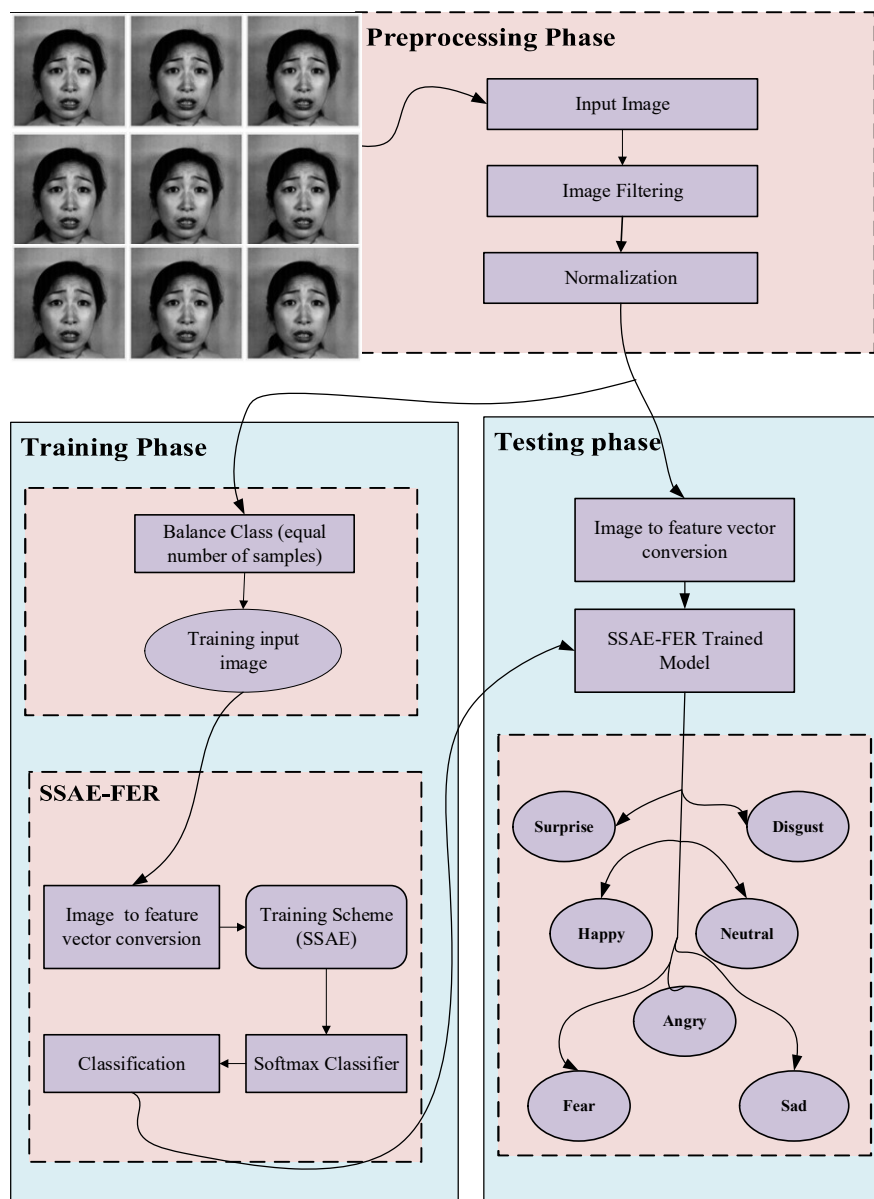 Preprocessing Phase
Input Image
Image Filtering
Normalization
Training Phase
Balance Class (equal
number of samples)
Training input
image
SSAE-FER
Image to feature
vector conversion
Training Scheme
(SSAE)
Classification
Softmax Classifier
Testing phase
Image to feature vector
conversion
SSAE-FER Trained
Model
Surprise
Disgust
Happy
Neutral
Angry
Fear
Sad